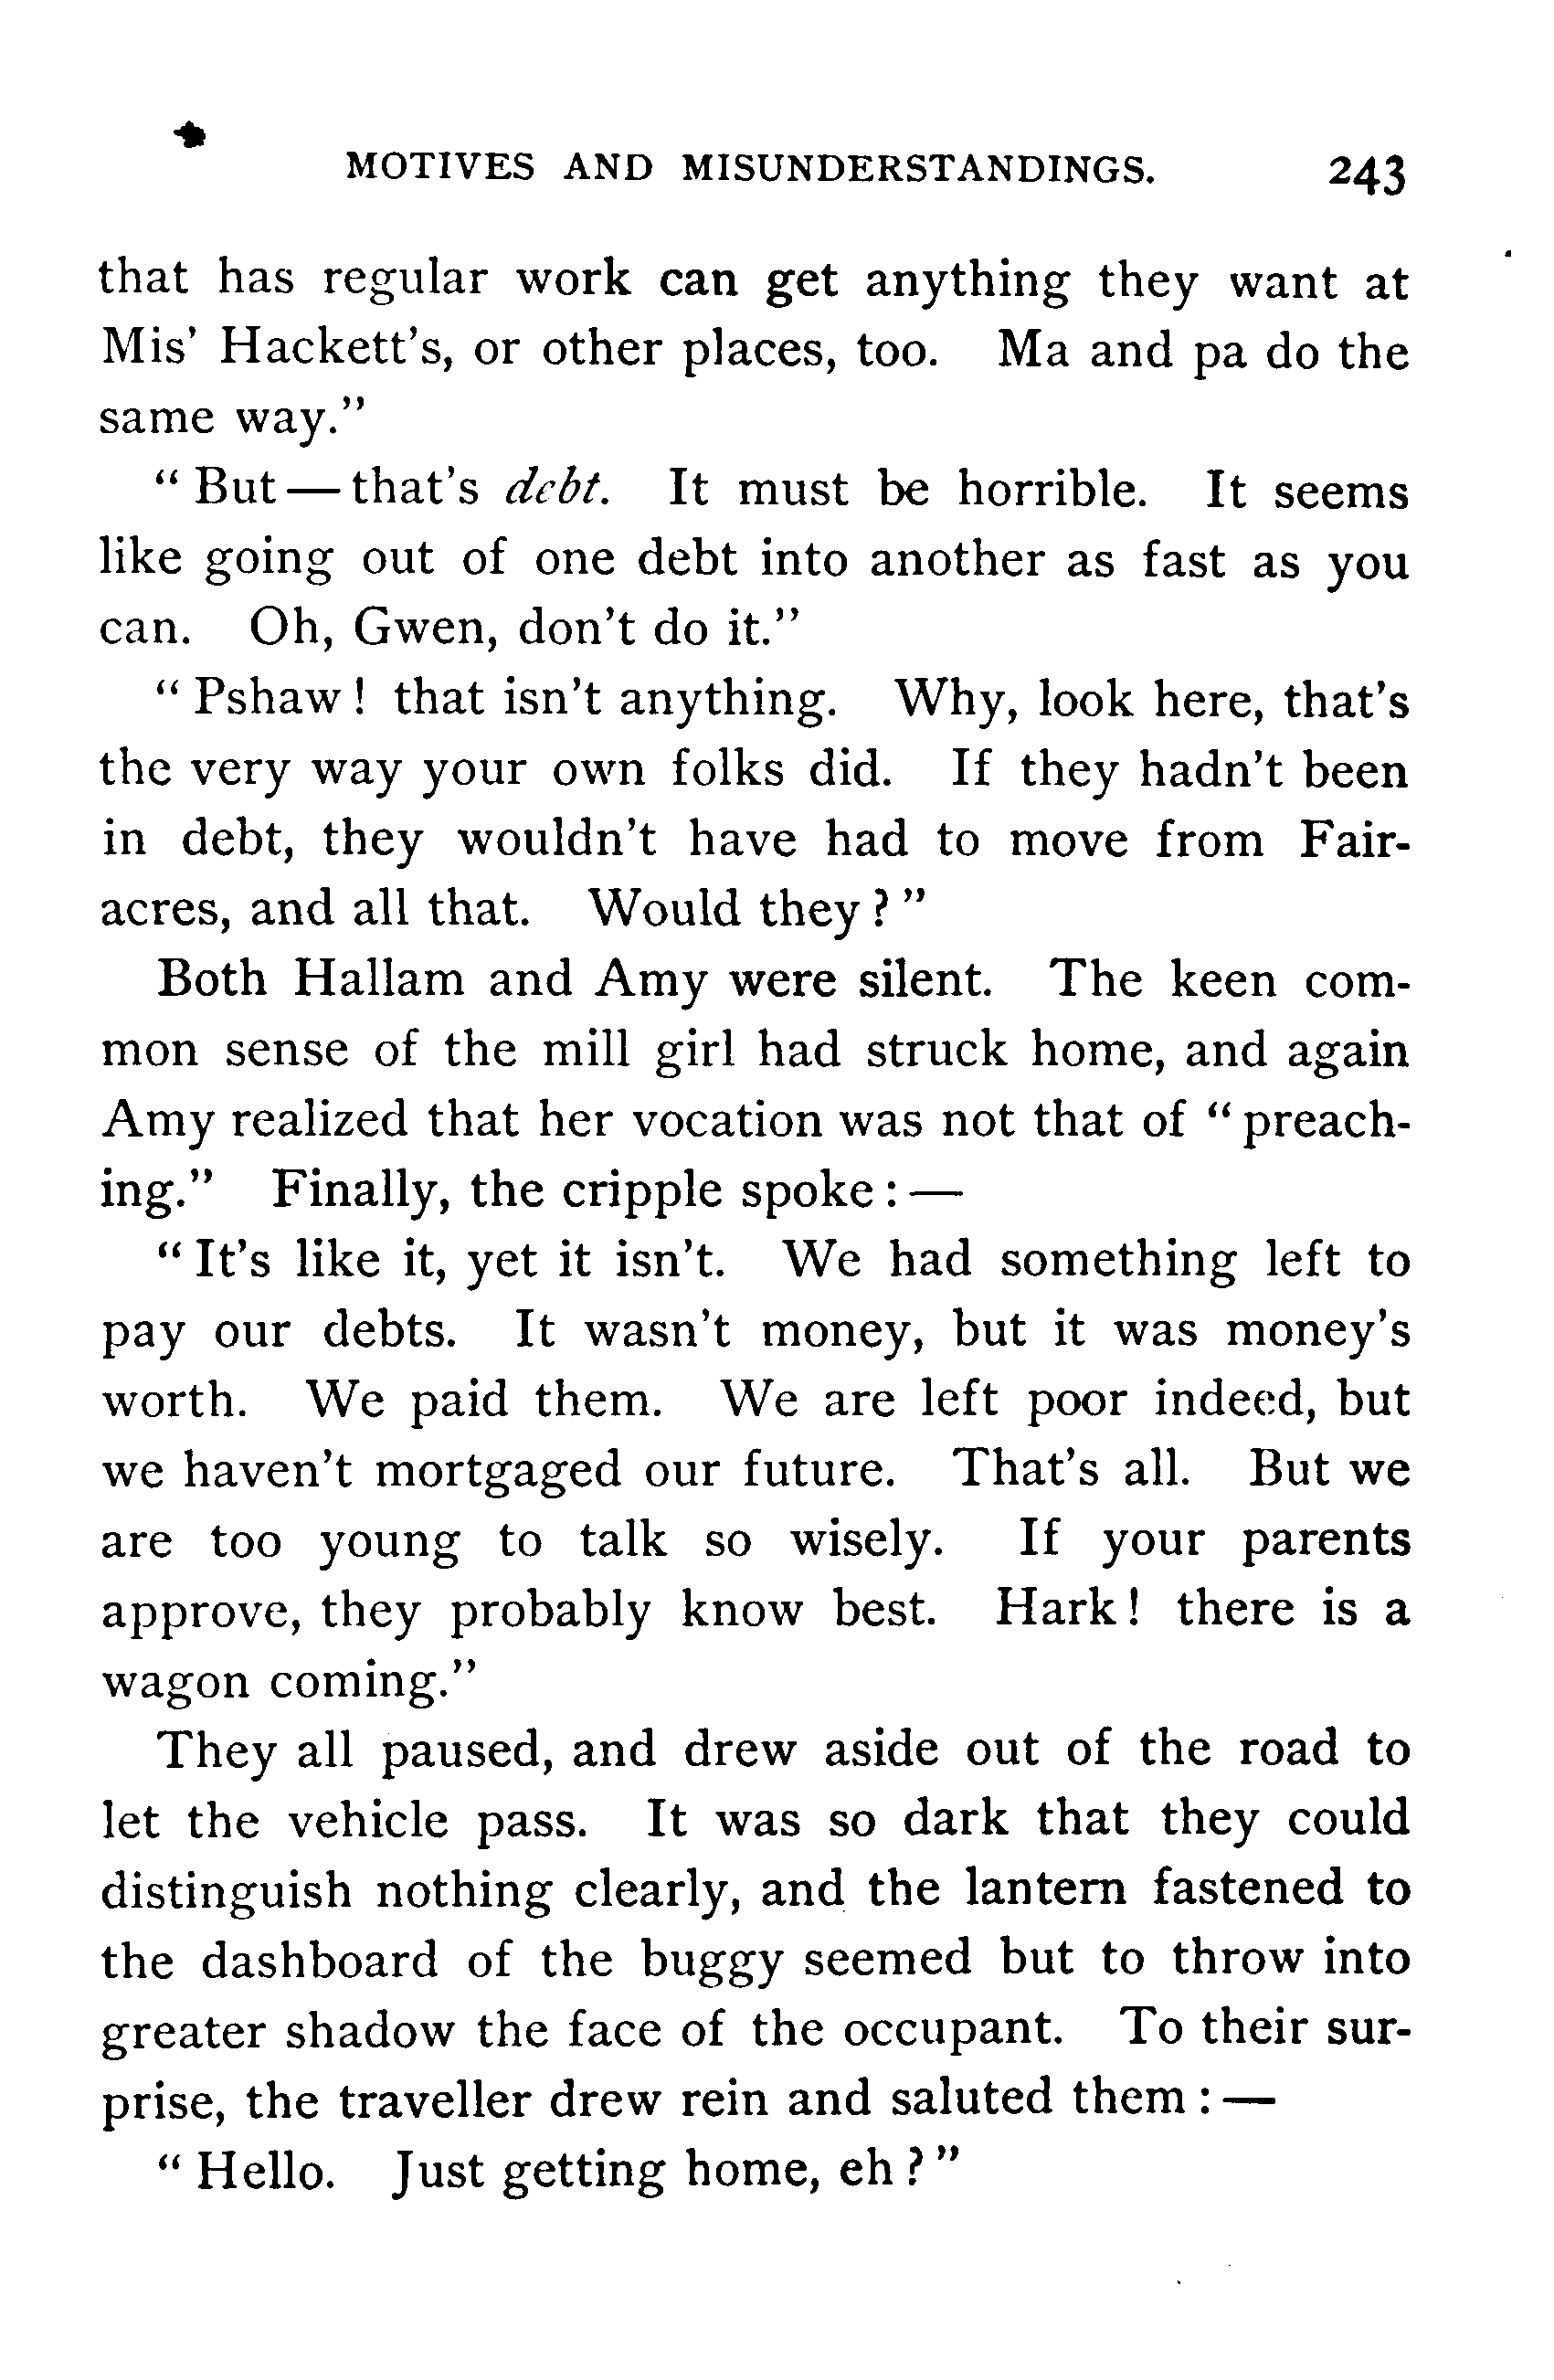 MOTIVES AND MISUNDERSTANDINGS. 243
that has regular work can get anything they want at
Mis' Hackett's, or other places, too. Ma and pa do the
same way."
"But—that's debt. It must be horrible. It seems
like going out of one debt into another as fast as you
can. Oh, Gwen, don't do it."
"Pshaw! that isn't anything. Why, look here, that's
the very way your own folks did. If they hadn't been
in debt, they wouldn't have had to move from Fair-
acres, and all that. Would they?"
Both Hallam and Amy were silent. The keen com-
mon sense of the mill girl had struck home, and again
Amy realized that her vocation was not that of "preach-
ing." Finally, the cripple spoke:—
"It's like it, yet it isn't. We had something left to
pay our debts. It wasn't money, but it was money's
worth. We paid them. We are left poor indeed, but
we haven't mortgaged our future. That's all. But we
are too young to talk so wisely. If your parents
approve, they probably know best. Hark! there is a
wagon coming."
They all paused, and drew aside out of the road to
let the vehicle pass. It was so dark that they could
distinguish nothing clearly, and the lantern fastened to
the dashboard of the buggy seemed but to throw into
greater shadow the face of the occupant. To their sur-
prise, the traveller drew rein and saluted them:—
"Hello. Just getting home, eh?"